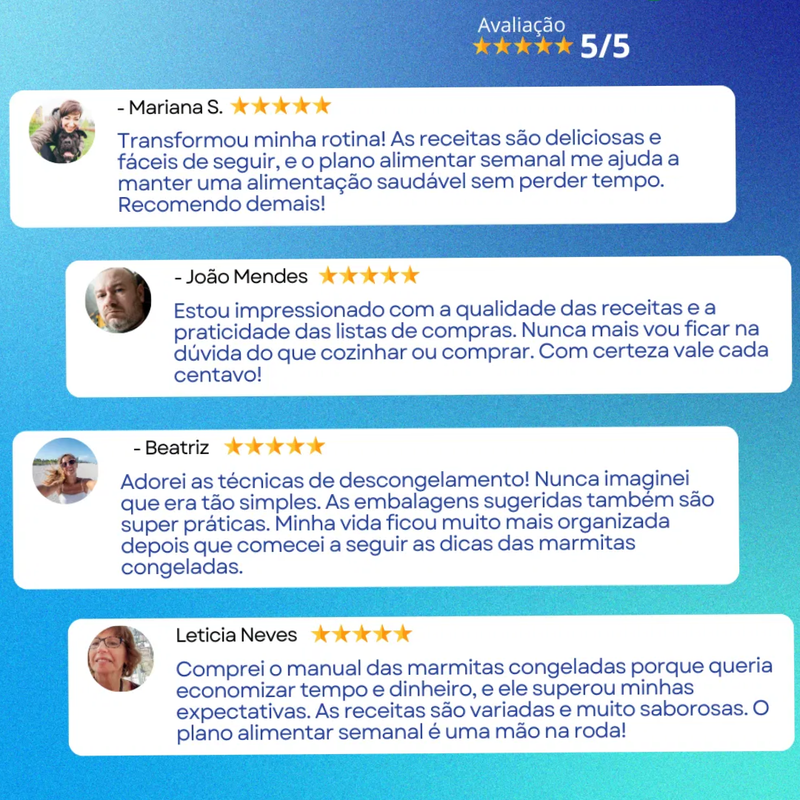 Avaliação
5/5
- Mariana S.
Transformou minha rotina! As receitas são deliciosas e
fáceis de seguir, e o plano alimentar semanal me ajuda a
manter uma alimentação saudável sem perder tempo.
Recomendo demais!
- João Mendes
Estou impressionado com a qualidade das receitas e a
praticidade das listas de compras. Nunca mais vou ficar na
dúvida do que cozinhar ou comprar. Com certeza vale cada
centavo!
- Beatriz
Adorei as técnicas de descongelamento! Nunca imaginei
que era tão simples. As embalagens sugeridas também são
super práticas. Minha vida ficou muito mais organizada
depois que comecei a seguir as dicas das marmitas
congeladas.
Leticia Neves
Comprei o manual das marmitas congeladas porque queria
economizar tempo e dinheiro, e ele superou minhas
expectativas. As receitas são variadas e muito saborosas. O
plano alimentar semanal é uma mão na roda!